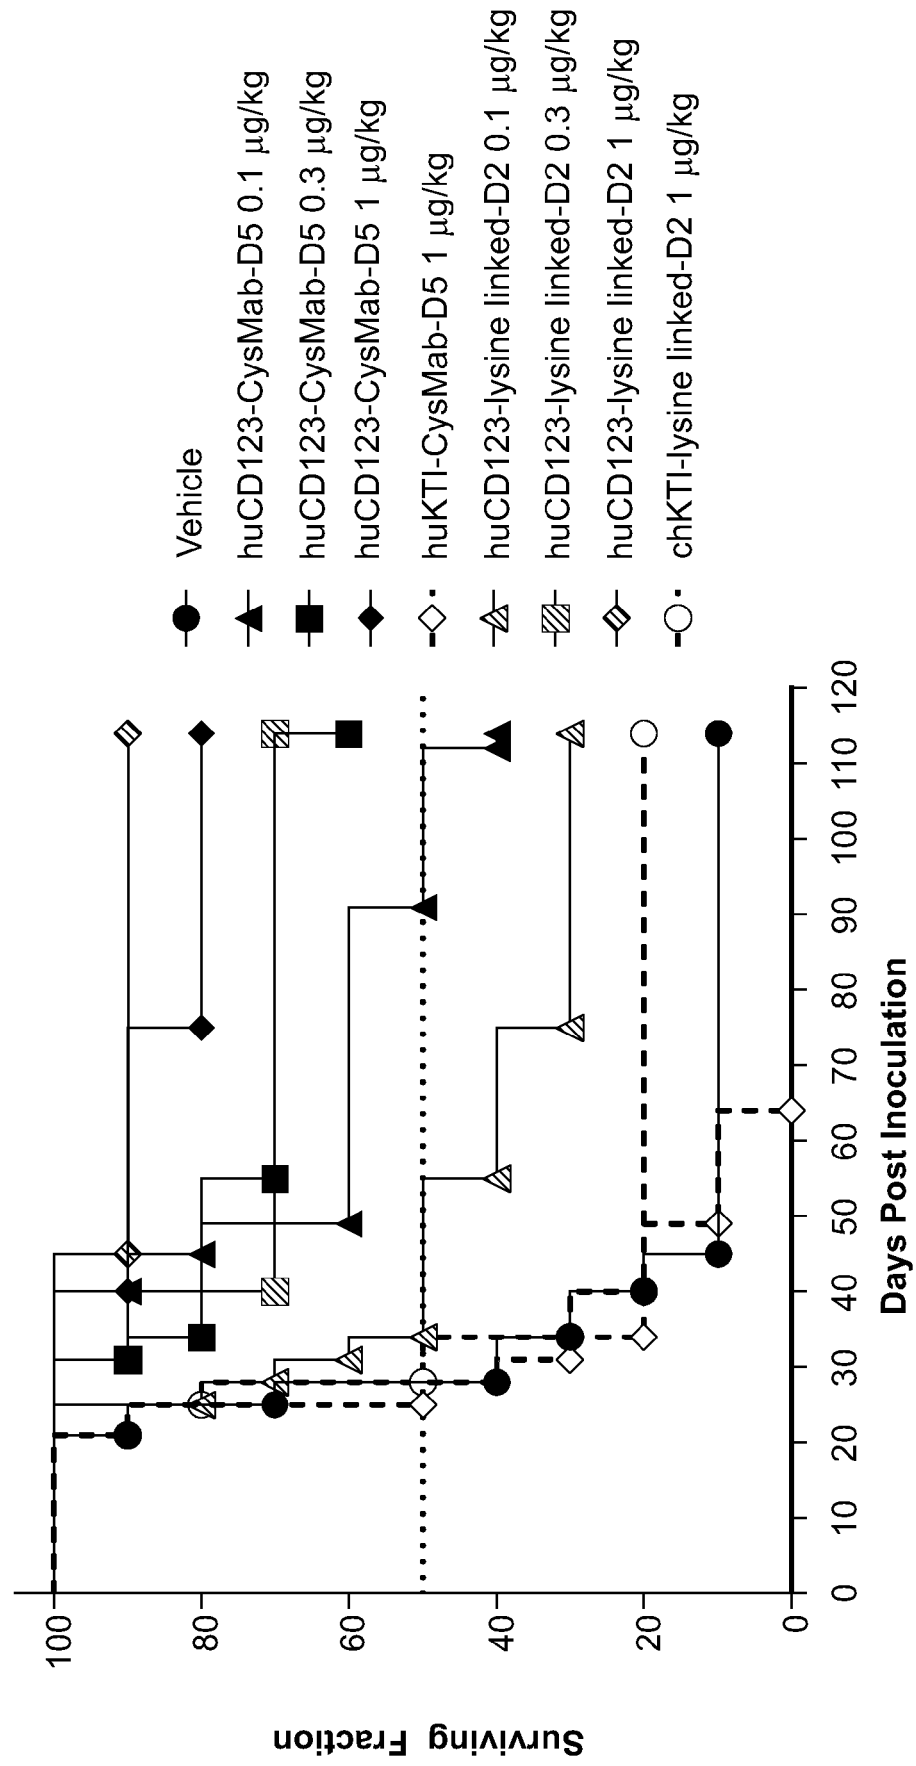 Surviving Fraction
100
80
60
40
20
0
0 10 20 30 40 50 60 70 80 90 100 110 120
Days Post Inoculation
Vehicle
huCD123-CysMab-D5 0.1 μg/kg
huCD123-CysMab-D5 0.3 μg/kg
huCD123-CysMab-D5 1 μg/kg
huKTI-CysMab-D5 1 μg/kg
huCD123-lysine linked-D2 0.1 μg/kg
huCD123-lysine linked-D2 0.3 μg/kg
huCD123-lysine linked-D2 1 μg/kg
chKTI-lysine linked-D2 1 μg/kg